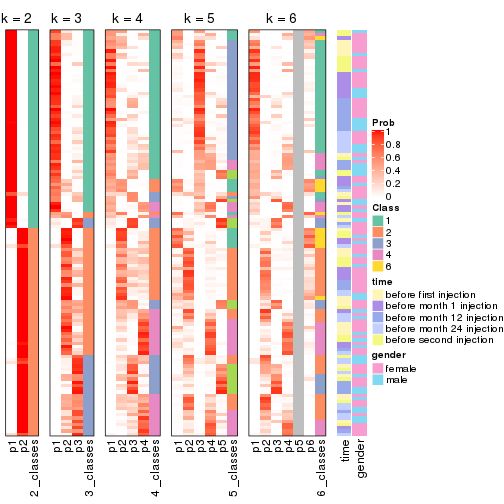 k = 2 k = 3 k = 4 k = 5 k = 6
Prob
1
0.8
0.6
0.4
0.2
0
Class
1
2
3
4
6
time
before first injection
before month 1 injection
before month 12 injection
before month 24 injection
before second injection
gender
female
male
p1 p2 2_classes p1 p2 p3 3_classes p1 p2 p3 p4 4_classes p1 p2 p3 p4 p5 5_classes p1 p2 p3 p4 p5 p6 6_classes time gender